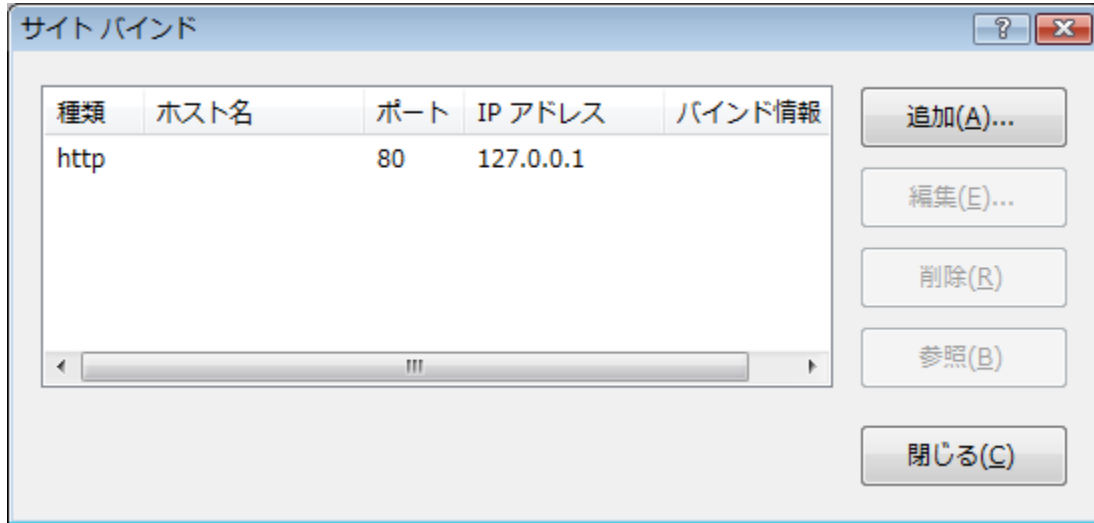 サイト バインド
種類 ホスト名 ポート IP アドレス バインド情報
http 80 127.0.0.1
追加(A)...
編集(E)...
削除(R)
参照(B)
閉じる(C)